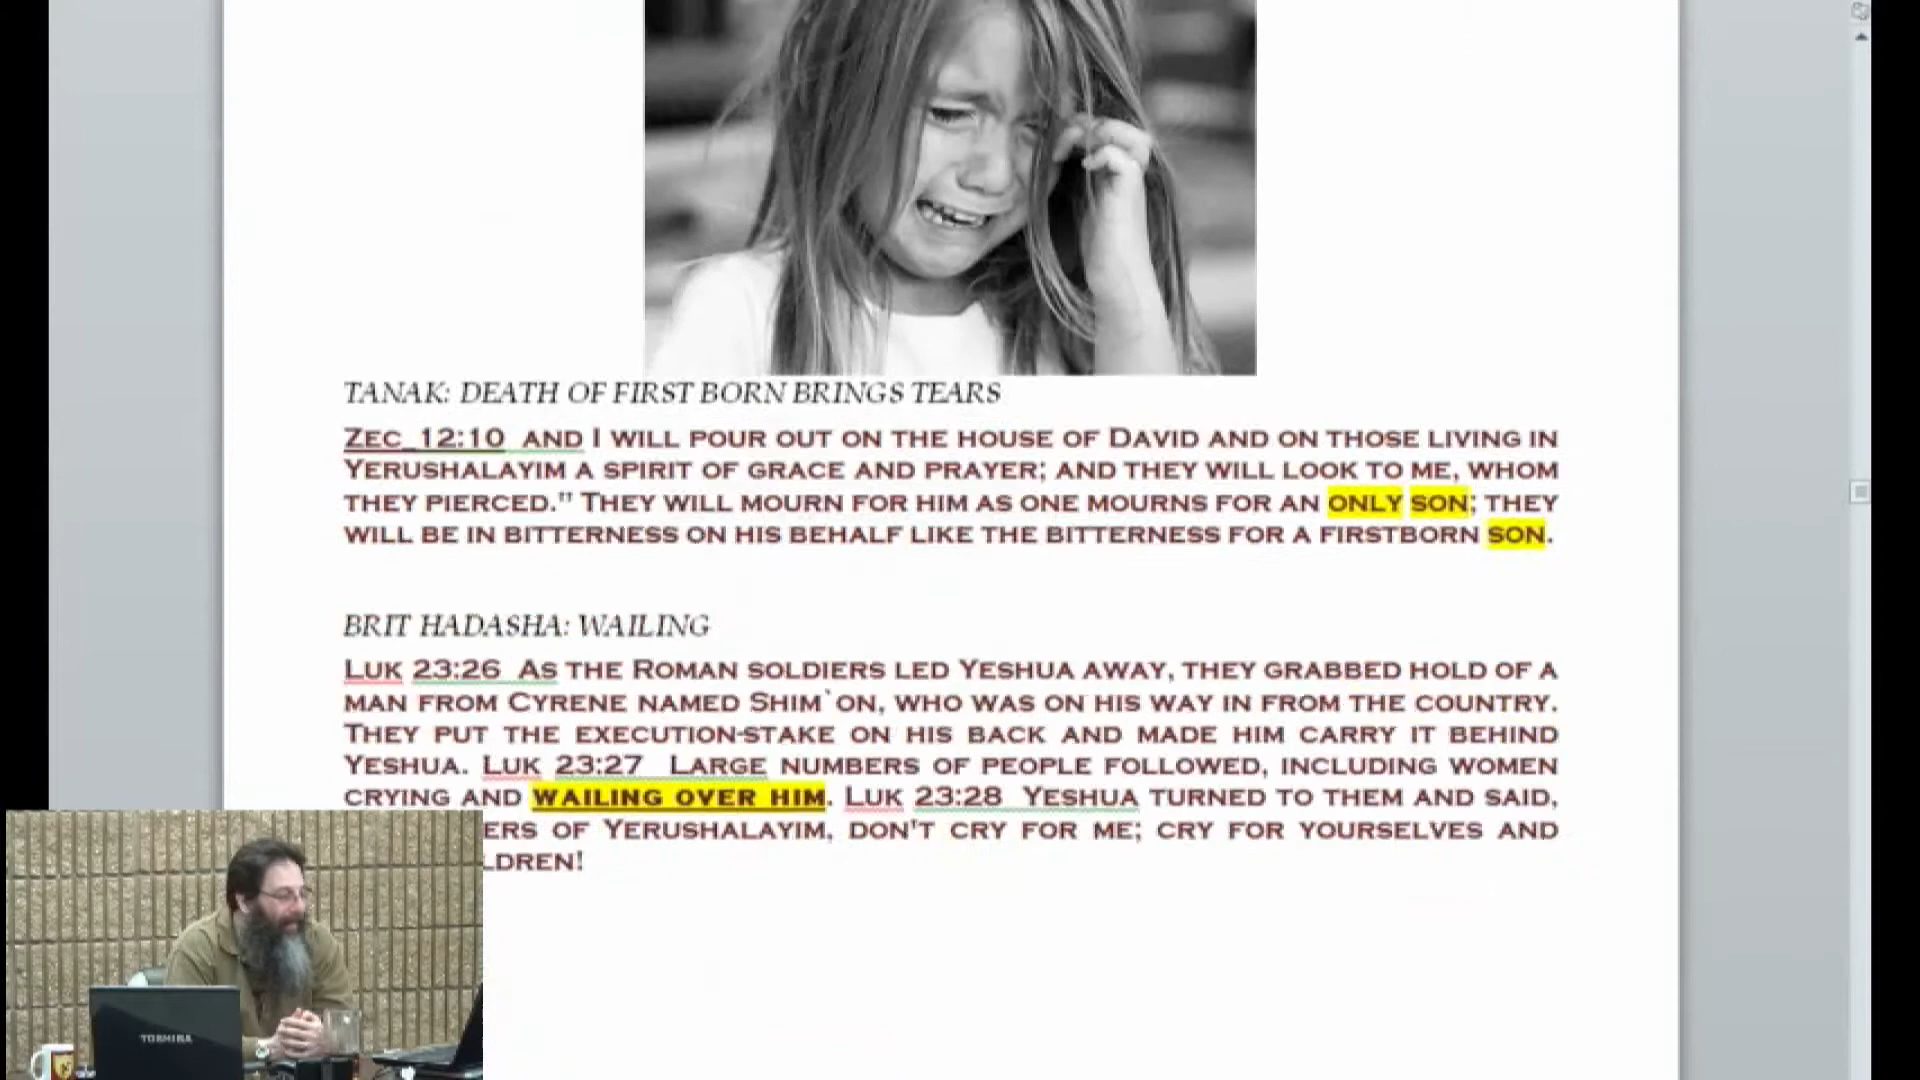 TANAK: DEATH OF FIRST BORN BRINGS TEARS
ZEC_12:10 AND I WILL POUR OUT ON THE HOUSE OF DAVID AND ON THOSE LIVING IN
YERUSHALAYIM A SPIRIT OF GRACE AND PRAYER; AND THEY WILL LOOK TO ME, WHOM
THEY PIERCED." THEY WILL MOURN FOR HIM AS ONE MOURNS FOR AN ONLY SON; THEY
WILL BE IN BITTERNESS ON HIS BEHALF LIKE THE BITTERNESS FOR A FIRSTBORN SON.
BRIT HADASHA: WAILING
LUK 23:26 AS THE ROMAN SOLDIERS LED YESHUA AWAY, THEY GRABBED HOLD OF A
MAN FROM CYRENE NAMED SHIM`ON, WHO WAS ON HIS WAY IN FROM THE COUNTRY.
THEY PUT THE EXECUTION-STAKE ON HIS BACK AND MADE HIM CARRY IT BEHIND
YESHUA. LUK 23:27 LARGE NUMBERS OF PEOPLE FOLLOWED, INCLUDING WOMEN
CRYING AND WAILING OVER HIM. LUK 23:28 YESHUA TURNED TO THEM AND SAID,
ERS OF YERUSHALAYIM, DON'T CRY FOR ME; CRY FOR YOURSELVES AND
LDREN!
TOSHIBA